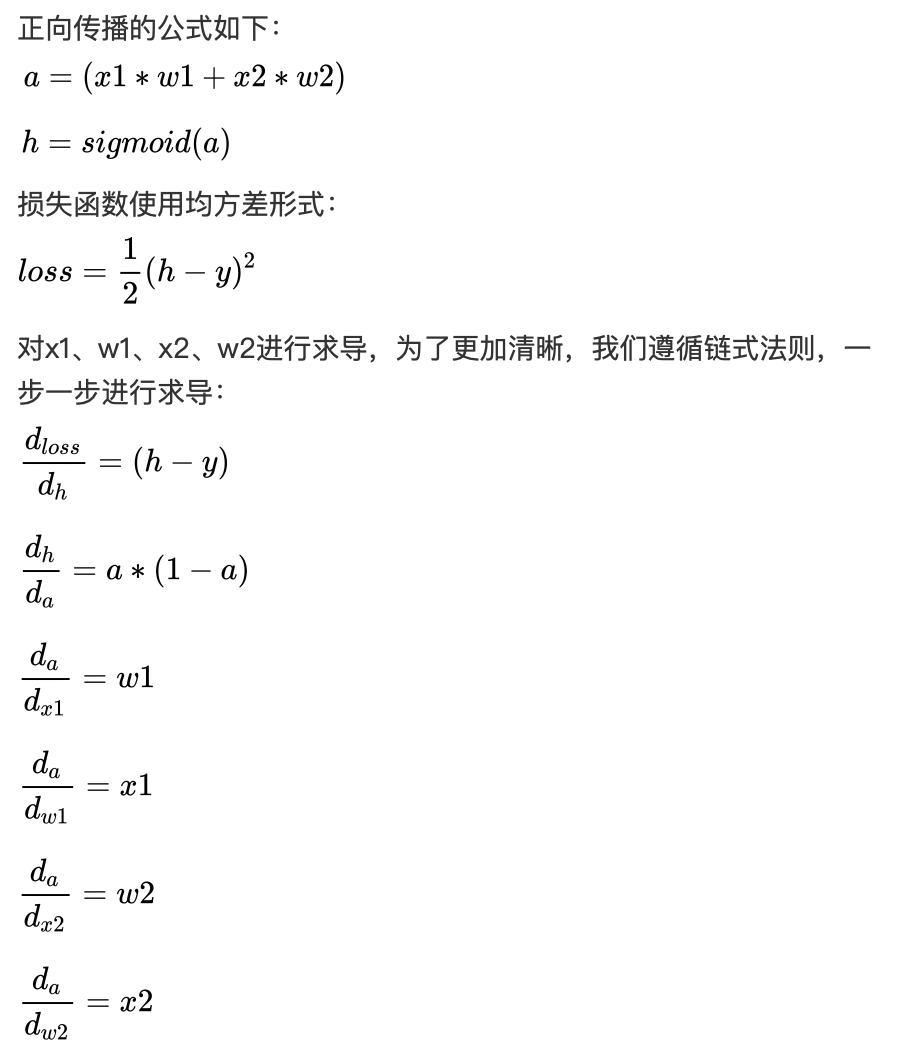 正向传播的公式如下：
a = (x1 * w1 + x2 * w2)
h = sigmoid(a)
损失函数使用均方差形式：
loss = \frac{1}{2}(h - y)^2
对x1、w1、x2、w2进行求导，为了更加清晰，我们遵循链式法则，一
步一步进行求导：
\frac{d_{loss}}{d_h} = (h - y)
\frac{d_h}{d_a} = a * (1 - a)
\frac{d_a}{d_{x1}} = w1
\frac{d_a}{d_{w1}} = x1
\frac{d_a}{d_{x2}} = w2
\frac{d_a}{d_{w2}} = x2